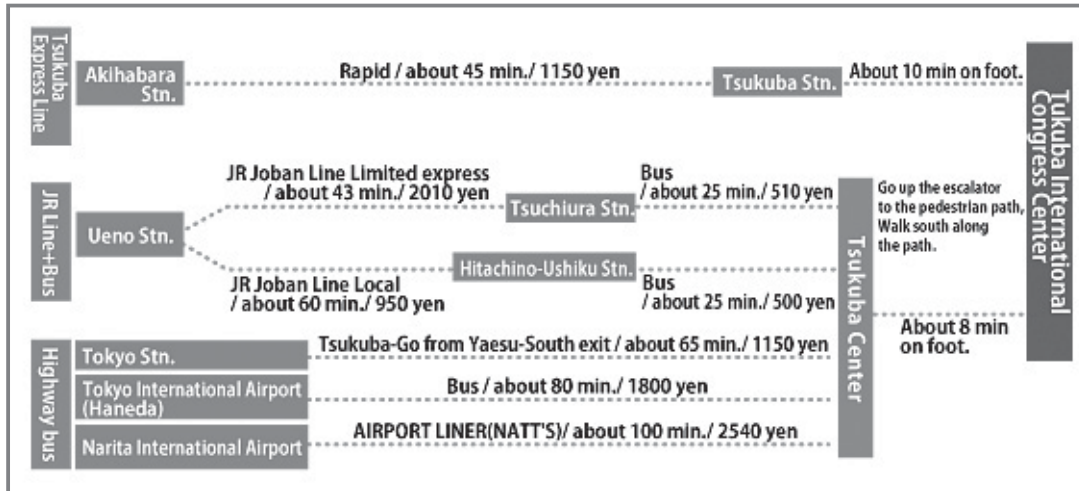 Tsukuba
Express Line
Akihabara
Stn.
Rapid / about 45 min./ 1150 yen
Tsukuba Stn.
About 10 min on foot.
Tukuba International
Congress Center
JR Line+Bus
Ueno Stn.
JR Joban Line Limited express
/ about 43 min./ 2010 yen
Tsuchiura Stn.
Bus
/ about 25 min./ 510 yen
JR Joban Line Local
/ about 60 min./ 950 yen
Hitachino-Ushiku Stn.
Bus
/ about 25 min./ 500 yen
Tsukuba Center
Go up the escalator
to the pedestrian path,
Walk south along
the path.
About 8 min
on foot.
Highway bus
Tokyo Stn.
Tsukuba-Go from Yaesu-South exit / about 65 min./ 1150 yen
Tokyo International Airport
(Haneda)
Bus / about 80 min./ 1800 yen
Narita International Airport
AIRPORT LINER(NATT'S)/ about 100 min./ 2540 yen